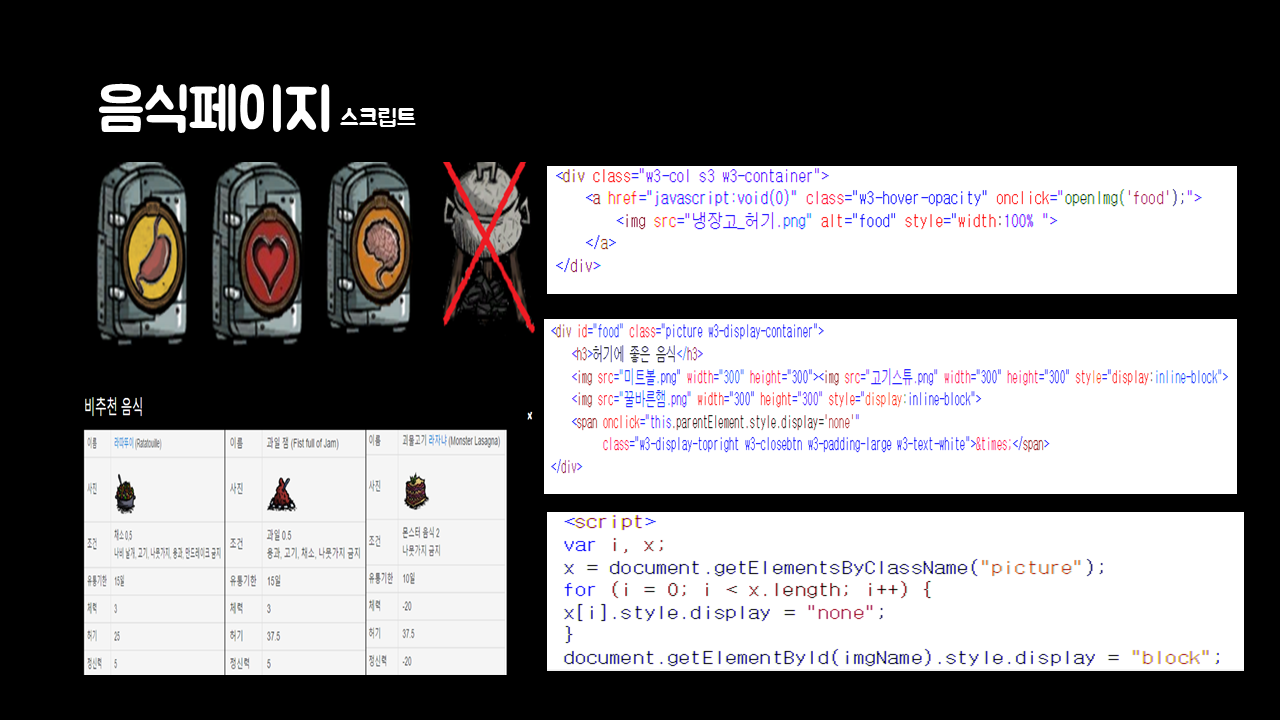 음식페이지 스크립트
<div class="w3-col s3 w3-container">
<a href="javascript:void(0)" class="w3-hover-opacity" onclick="openImg('food');">
<img src="냉장고_허기.png" alt="food" style="width:100% ">
</a>
</div>
<div id="food" class="picture w3-display-container">
<h3>허기에 좋은 음식</h3>
<img src="미트볼.png" width="300" height="300"><img src="고기스튜.png" width="300" height="300" style="display:inline-block">
<img src="꿀바른햄.png" width="300" height="300" style="display:inline-block">
<span onclick="this.parentElement.style.display='none'"
class="w3-display-topright w3-closebtn w3-padding-large w3-text-white">&times;</span>
</div>
<script>
var i, x;
x = document.getElementsByClassName("picture");
for (i = 0; i < x.length; i++) {
x[i].style.display = "none";
}
document.getElementById(imgName).style.display = "block";
비추천 음식
x
이름 라따뚜이 (Ratatouille) 이름 과일 잼 (Fist full of Jam) 이름 괴물고기 라자냐 (Monster Lasagna)
사진 사진 사진
조건 채소 0.5 조건 과일 0.5 조건 몬스터 음식 2
나비 날개, 고기, 나뭇가지, 용과, 만드레이크 금지 용과, 고기, 채소, 나뭇가지 금지 나뭇가지 금지
유통기한 15일 유통기한 15일 유통기한 10일
체력 3 체력 3 체력 -20
허기 25 허기 37.5 허기 37.5
정신력 5 정신력 5 정신력 -20